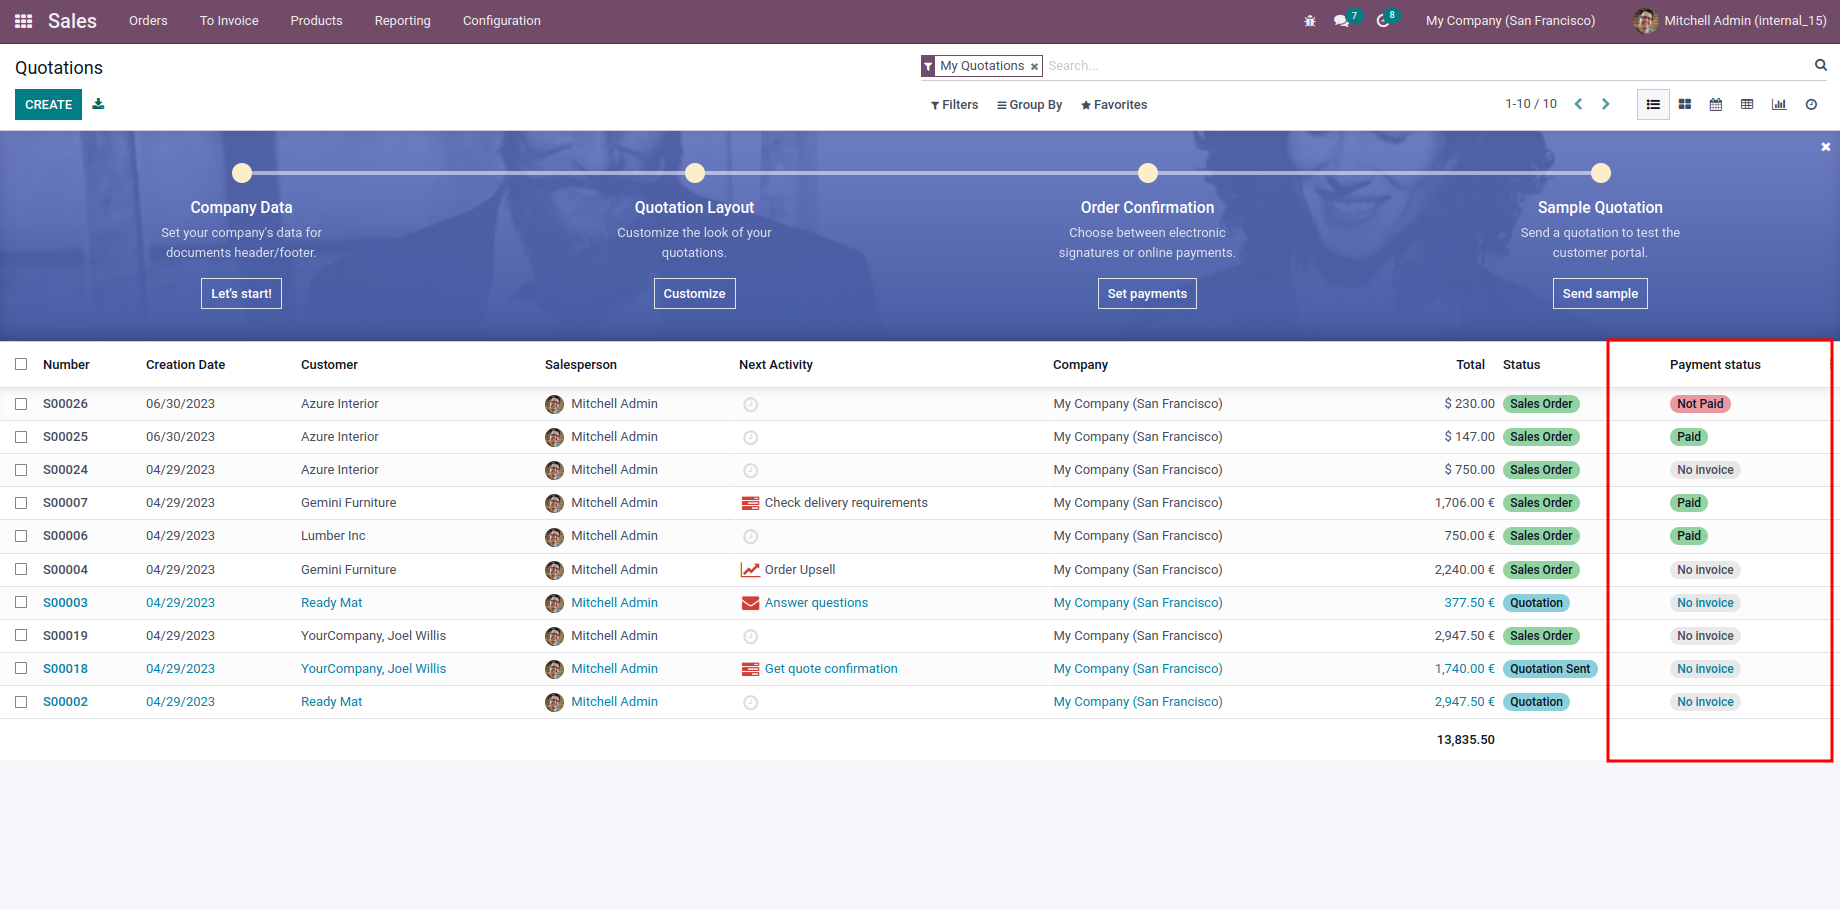 Sales Orders To Invoice Products Reporting Configuration 7 8 My Company (San Francisco) Mitchell Admin (internal_15)
Quotations
My Quotations Search...
CREATE
Filters Group By Favorites 1-10 / 10
Company Data
Set your company's data for
documents header/footer.
Let's start!
Quotation Layout
Customize the look of your
quotations.
Customize
Order Confirmation
Choose between electronic
signatures or online payments.
Set payments
Sample Quotation
Send a quotation to test the
customer portal.
Send sample
Number Creation Date Customer Salesperson Next Activity Company Total Status Payment status
S00026 06/30/2023 Azure Interior Mitchell Admin My Company (San Francisco) $ 230.00 Sales Order Not Paid
S00025 06/30/2023 Azure Interior Mitchell Admin My Company (San Francisco) $ 147.00 Sales Order Paid
S00024 04/29/2023 Azure Interior Mitchell Admin My Company (San Francisco) $ 750.00 Sales Order No invoice
S00007 04/29/2023 Gemini Furniture Mitchell Admin Check delivery requirements My Company (San Francisco) 1,706.00 € Sales Order Paid
S00006 04/29/2023 Lumber Inc Mitchell Admin My Company (San Francisco) 750.00 € Sales Order Paid
S00004 04/29/2023 Gemini Furniture Mitchell Admin Order Upsell My Company (San Francisco) 2,240.00 € Sales Order No invoice
S00003 04/29/2023 Ready Mat Mitchell Admin Answer questions My Company (San Francisco) 377.50 € Quotation No invoice
S00019 04/29/2023 YourCompany, Joel Willis Mitchell Admin My Company (San Francisco) 2,947.50 € Sales Order No invoice
S00018 04/29/2023 YourCompany, Joel Willis Mitchell Admin Get quote confirmation My Company (San Francisco) 1,740.00 € Quotation Sent No invoice
S00002 04/29/2023 Ready Mat Mitchell Admin My Company (San Francisco) 2,947.50 € Quotation No invoice
13,835.50